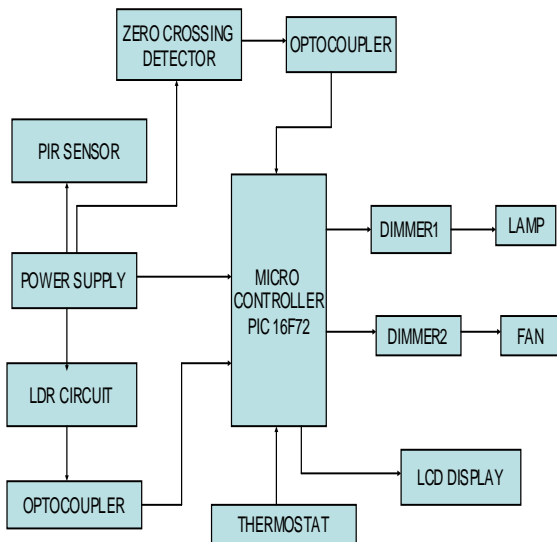 ZERO CROSSING
DETECTOR
OPTOCOUPLER
PIR SENSOR
DIMMER1
LAMP
POWER SUPPLY
MICRO
CONTROLLER
PIC 16F72
DIMMER2
FAN
LDR CIRCUIT
LCD DISPLAY
OPTOCOUPLER
THERMOSTAT